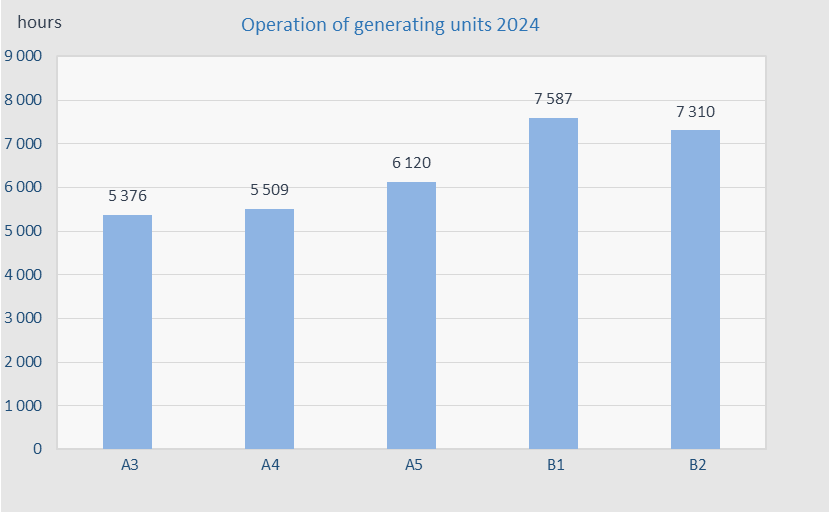 hours
Operation of generating units 2024
9 000
8 000
7 000
6 000
5 000
4 000
3 000
2 000
1 000
0
5 376
5 509
6 120
7 587
7 310
A3
A4
A5
B1
B2